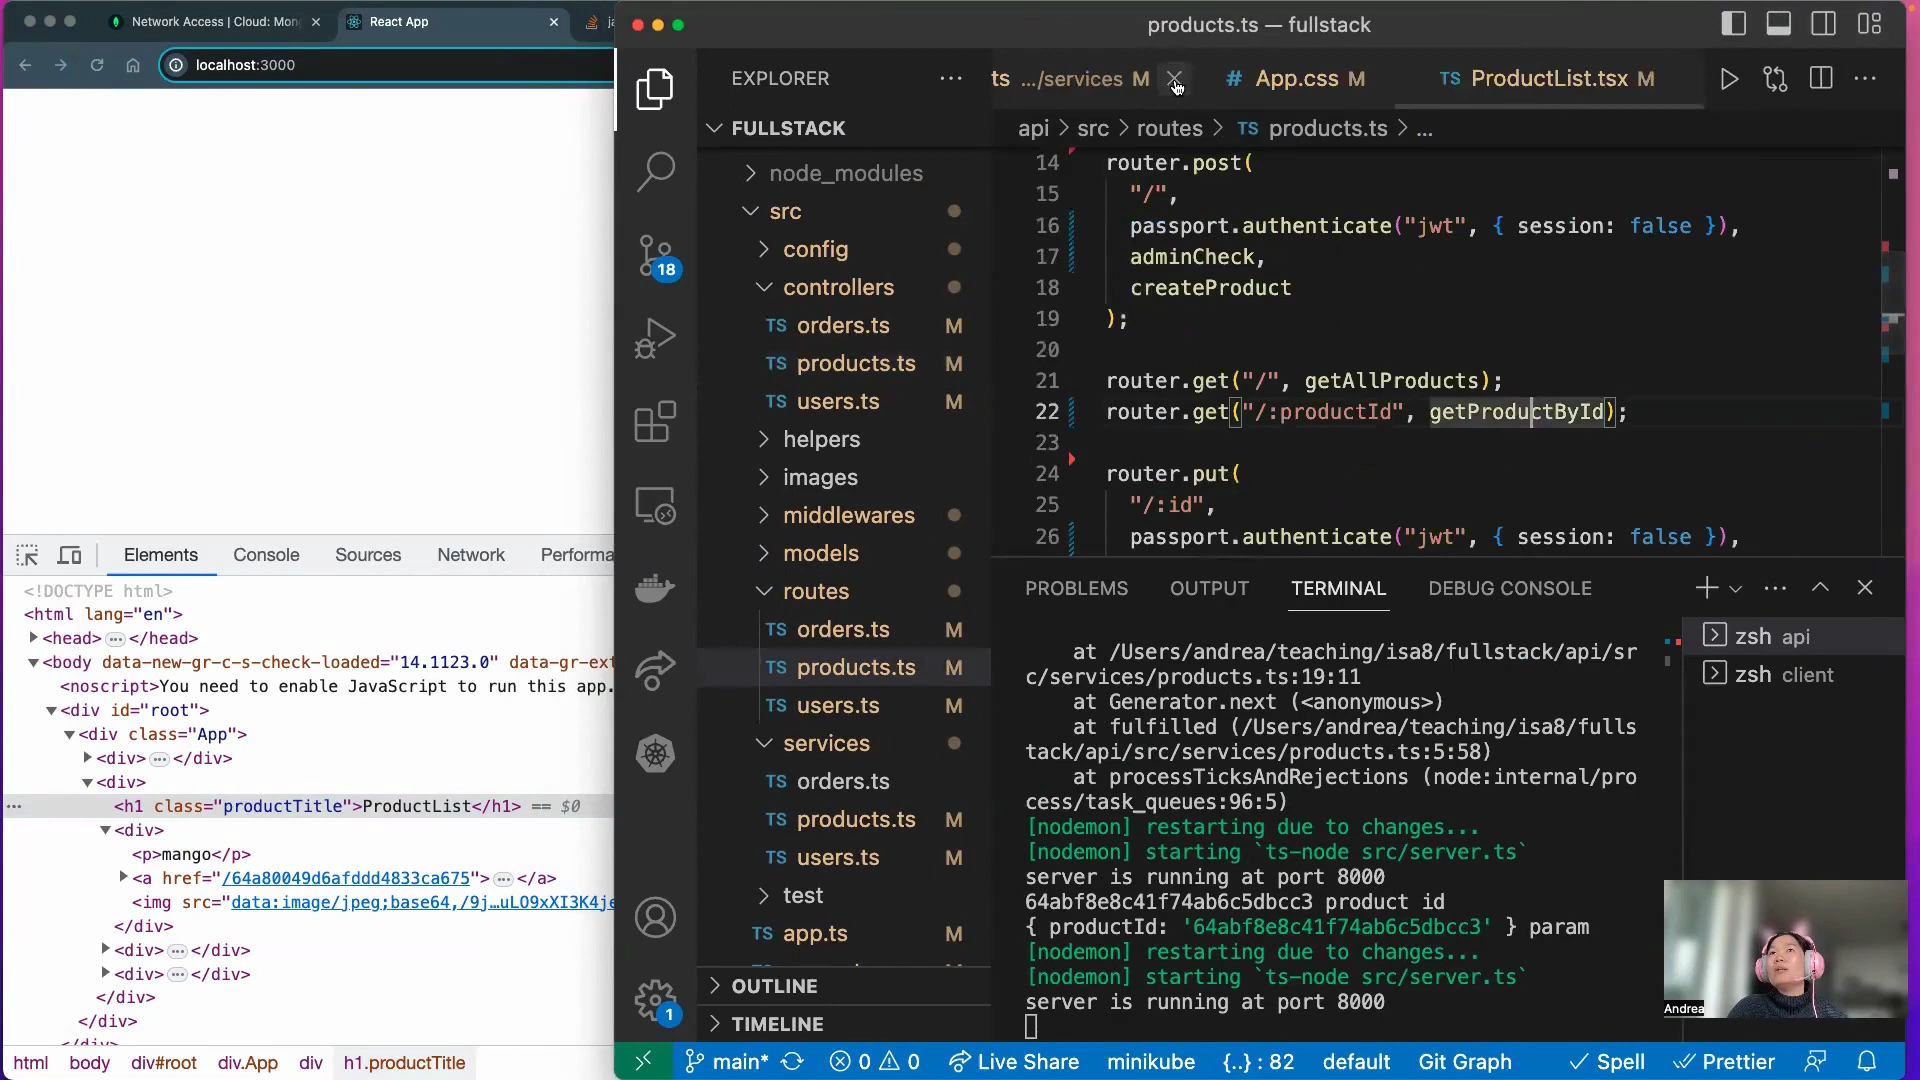 Network Access | Cloud: Mon
React App
localhost:3000
products.ts — fullstack
EXPLORER
ts .../services M
# App.css M
TS ProductList.tsx M
FULLSTACK
api > src > routes > TS products.ts > ...
node_modules
src
config
controllers
TS orders.ts M
TS products.ts M
TS users.ts M
helpers
images
middlewares
models
routes
TS orders.ts M
TS products.ts M
TS users.ts M
services
TS orders.ts
TS products.ts M
TS users.ts M
test
TS app.ts M
OUTLINE
TIMELINE
18
1
14 router.post(
15 "/",
16 passport.authenticate("jwt", { session: false }),
17 adminCheck,
18 createProduct
19 );
20
21 router.get("/", getAllProducts);
22 router.get("/:productId", getProductById);
23
24 router.put(
25 "/:id",
26 passport.authenticate("jwt", { session: false }),
PROBLEMS OUTPUT TERMINAL DEBUG CONSOLE
at /Users/andrea/teaching/isa8/fullstack/api/sr
c/services/products.ts:19:11
at Generator.next (<anonymous>)
at fulfilled (/Users/andrea/teaching/isa8/fulls
tack/api/src/services/products.ts:5:58)
at processTicksAndRejections (node:internal/pro
cess/task_queues:96:5)
[nodemon] restarting due to changes...
[nodemon] starting `ts-node src/server.ts`
server is running at port 8000
64abf8e8c41f74ab6c5dbcc3 product id
{ productId: '64abf8e8c41f74ab6c5dbcc3' } param
[nodemon] restarting due to changes...
[nodemon] starting `ts-node src/server.ts`
server is running at port 8000
zsh api
zsh client
Andrea
Elements Console Sources Network Performa
<!DOCTYPE html>
<html lang="en">
<head> ... </head>
<body data-new-gr-c-s-check-loaded="14.1123.0" data-gr-ext
<noscript>You need to enable JavaScript to run this app.
<div id="root">
<div class="App">
<div> ... </div>
<div>
<h1 class="productTitle">ProductList</h1> == $0
<div>
<p>mango</p>
<a href="/64a80049d6afddd4833ca675"> ... </a>
<img src="data:image/jpeg;base64,/9j…uLO9xXI3K4je
</div>
<div> ... </div>
<div> ... </div>
</div>
</div>
html body div#root div.App div h1.productTitle
main* 0 0 Live Share minikube {..} : 82 default Git Graph Spell Prettier